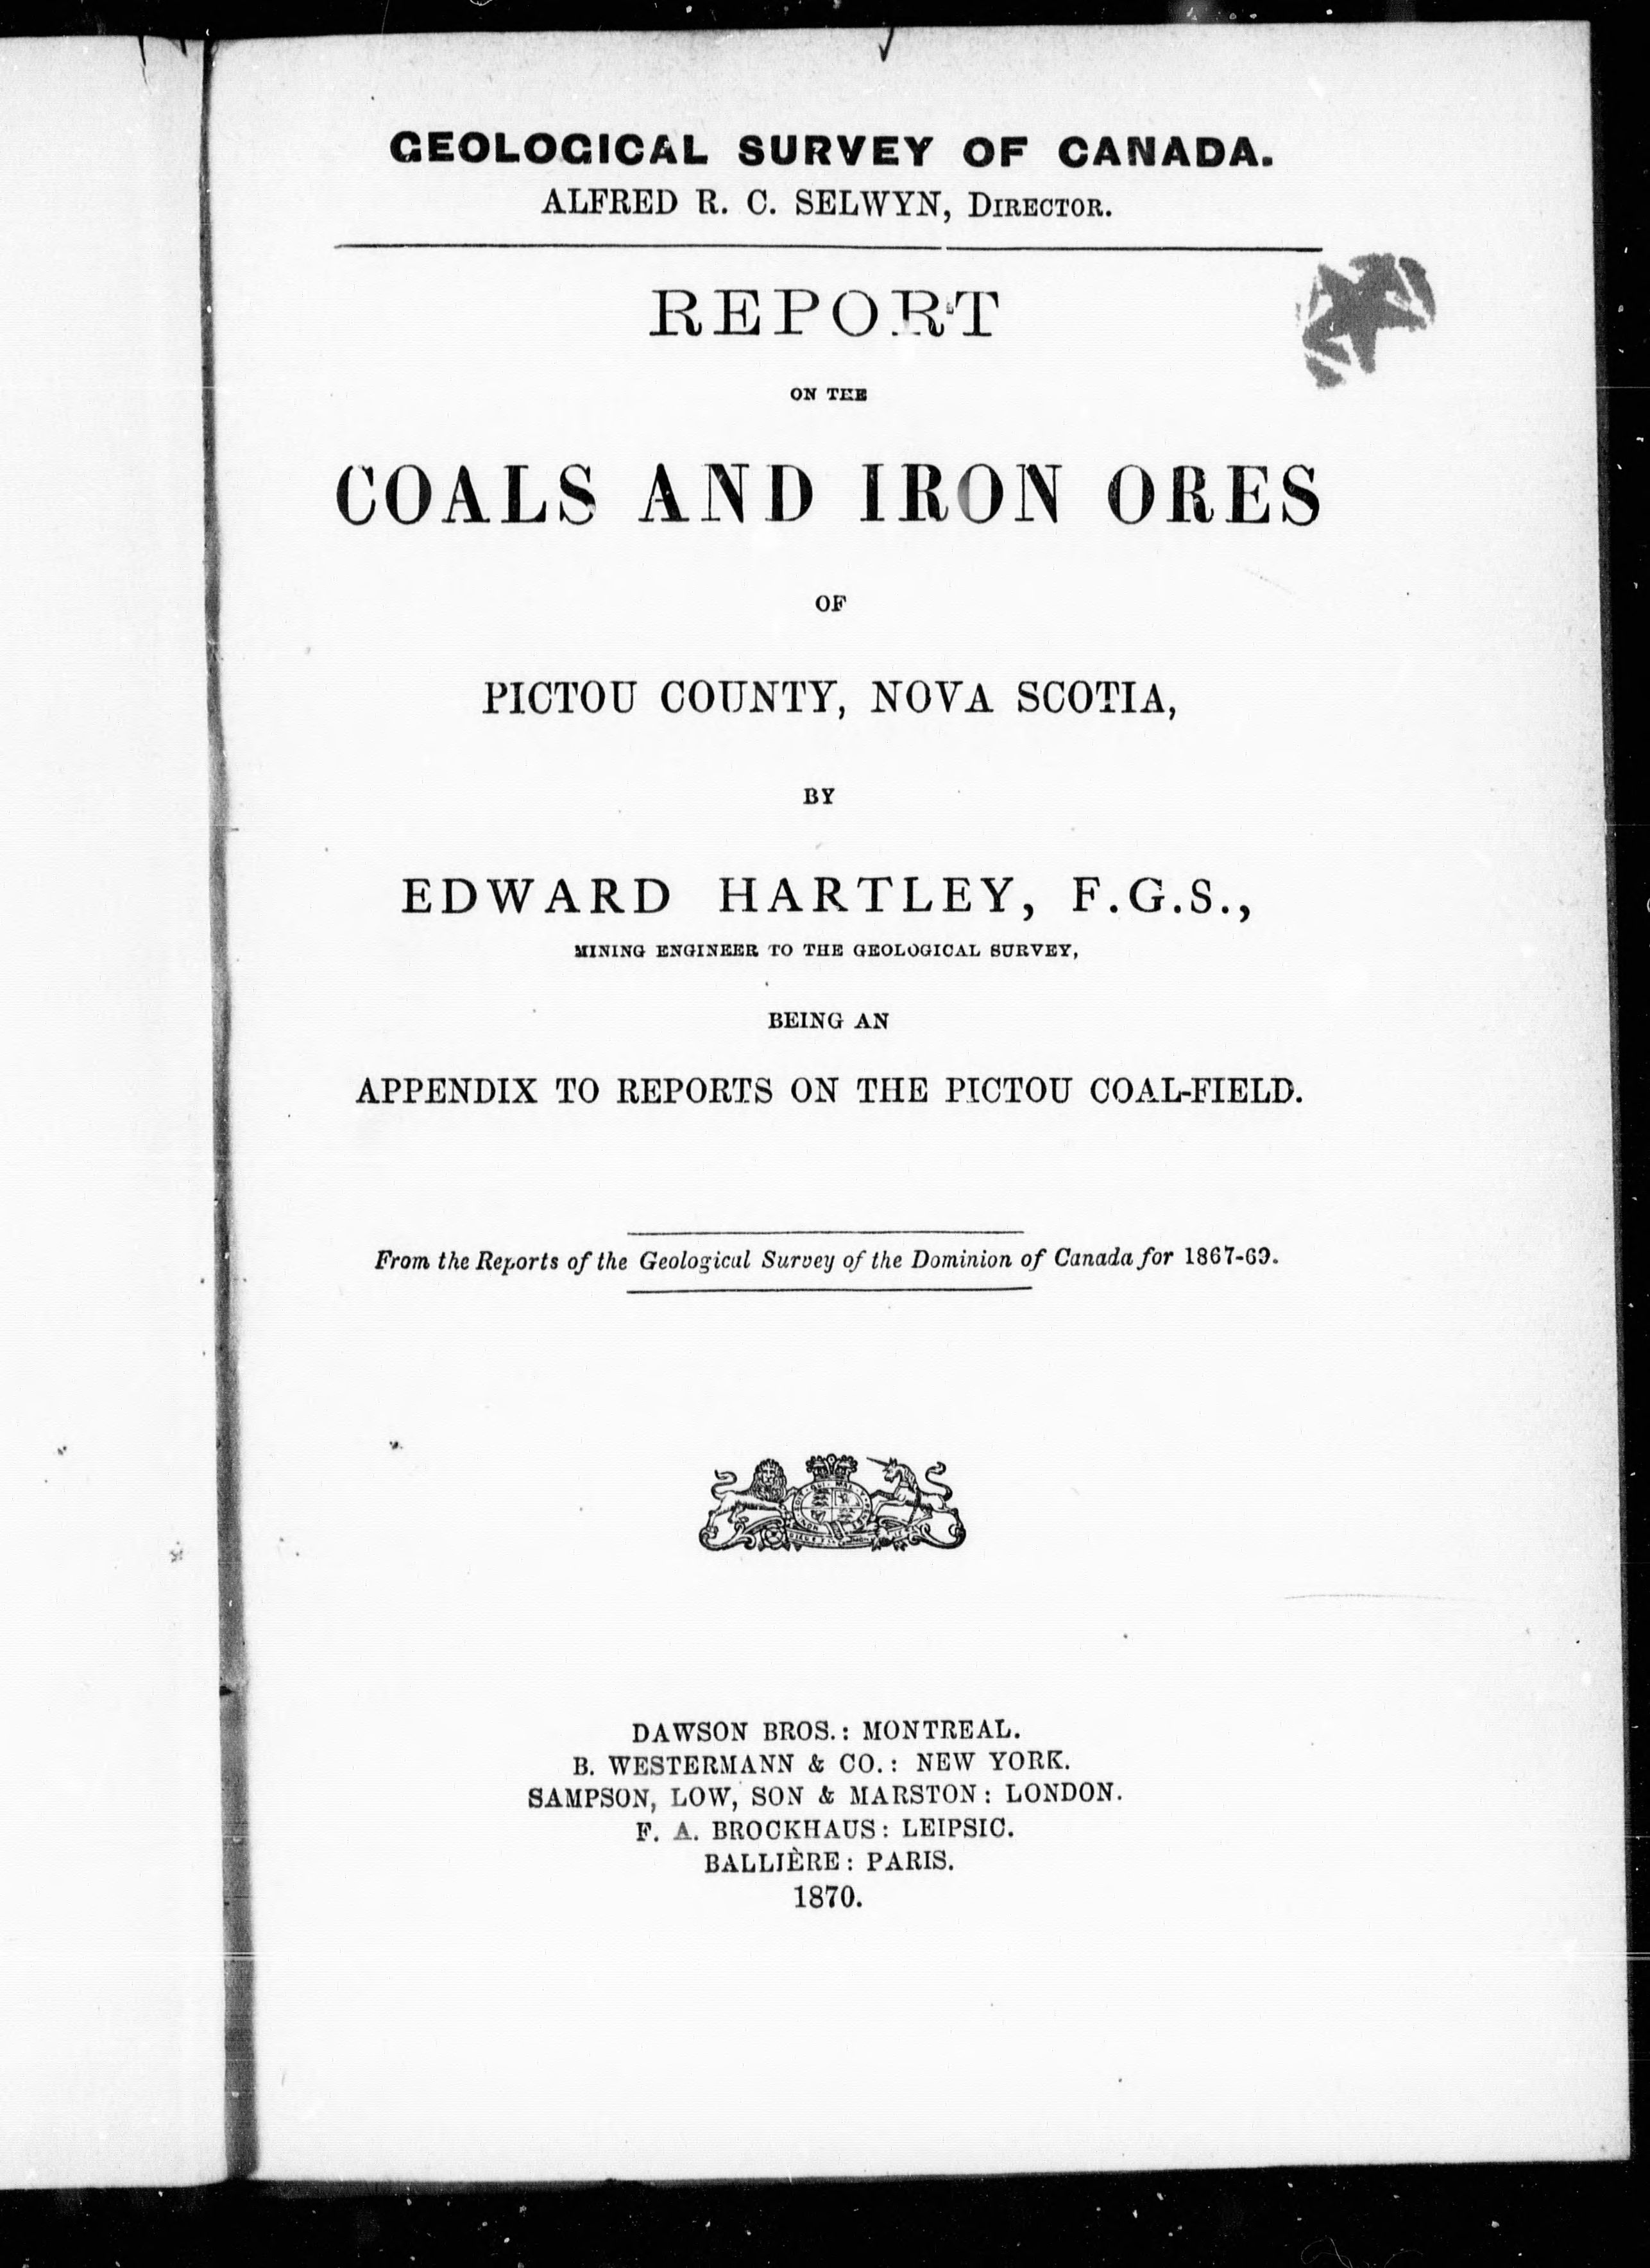 GEOLOGICAL SURVEY OF CANADA.
ALFRED R. C. SELWYN, DIRECTOR.
REPORT
ON THE
COALS AND IRON ORES
OF
PICTOU COUNTY, NOVA SCOTIA,
BY
EDWARD HARTLEY, F.G.S.,
MINING ENGINEER TO THE GEOLOGICAL SURVEY,
BEING AN
APPENDIX TO REPORTS ON THE PICTOU COAL-FIELD.
From the Reports of the Geological Survey of the Dominion of Canada for 1867-69.
DAWSON BROS.: MONTREAL.
B. WESTERMANN & CO.: NEW YORK.
SAMPSON, LOW, SON & MARSTON: LONDON.
F. A. BROCKHAUS: LEIPSIC.
BALLIÈRE: PARIS.
1870.